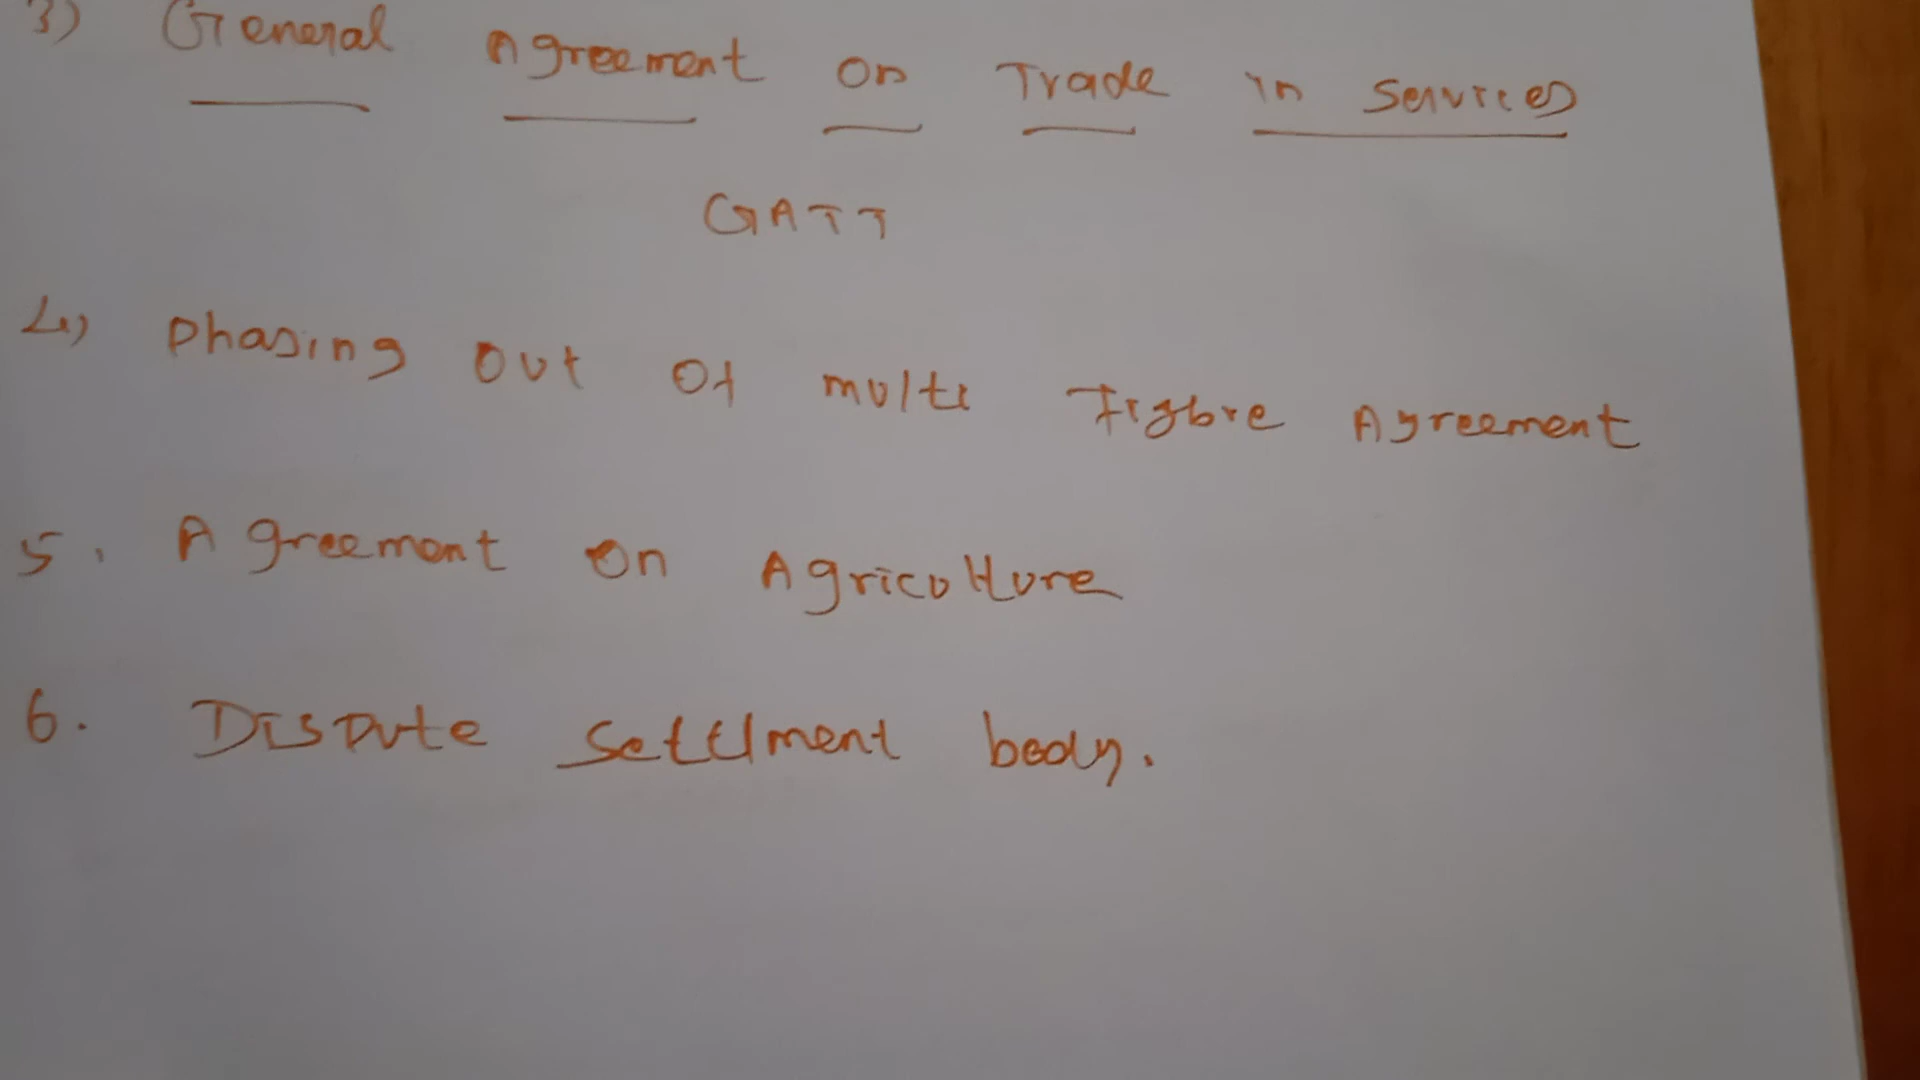 3) General Agreement on Trade in Services
GATT
4) Phasing out of multi Figbre Agreement
5. Agreement on Agriculture
6. Dispute Settlment body.